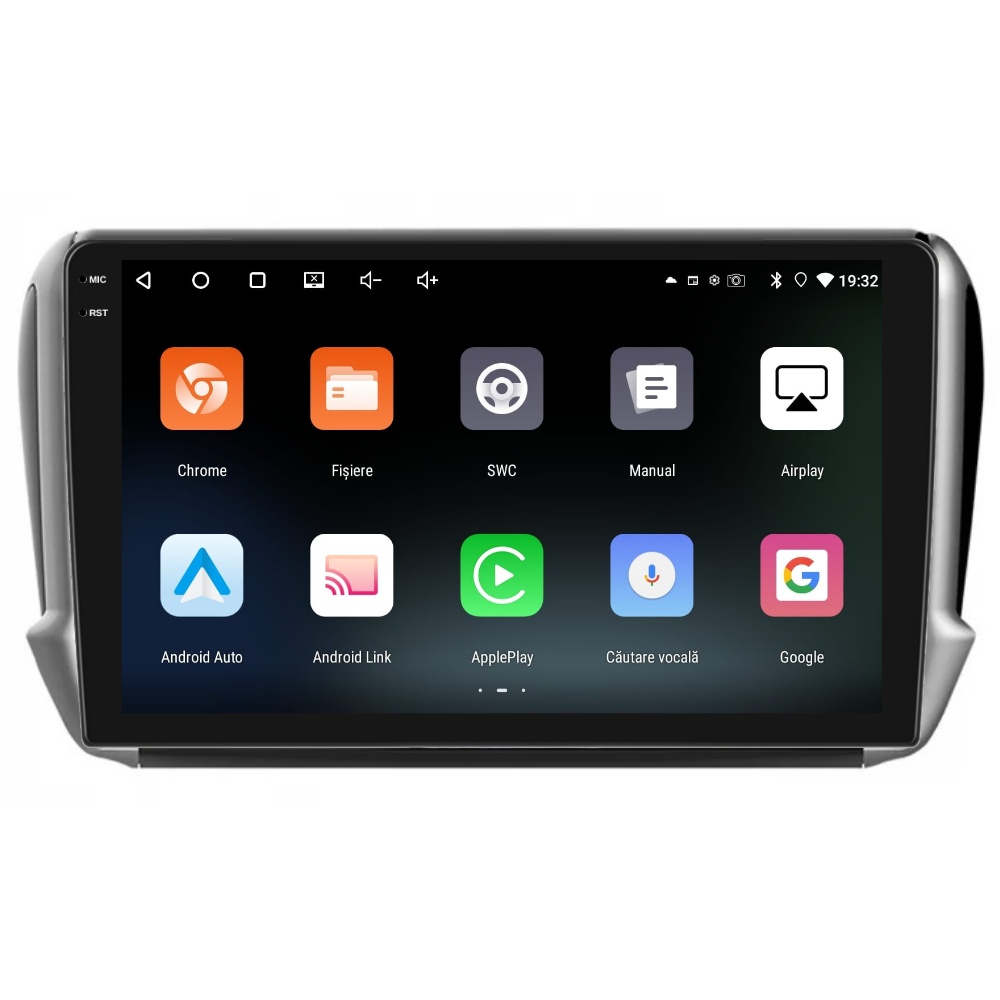 MIC
19:32
RST
Chrome
Fișiere
SWC
Manual
Airplay
Android Auto
Android Link
ApplePlay
Căutare vocală
Google